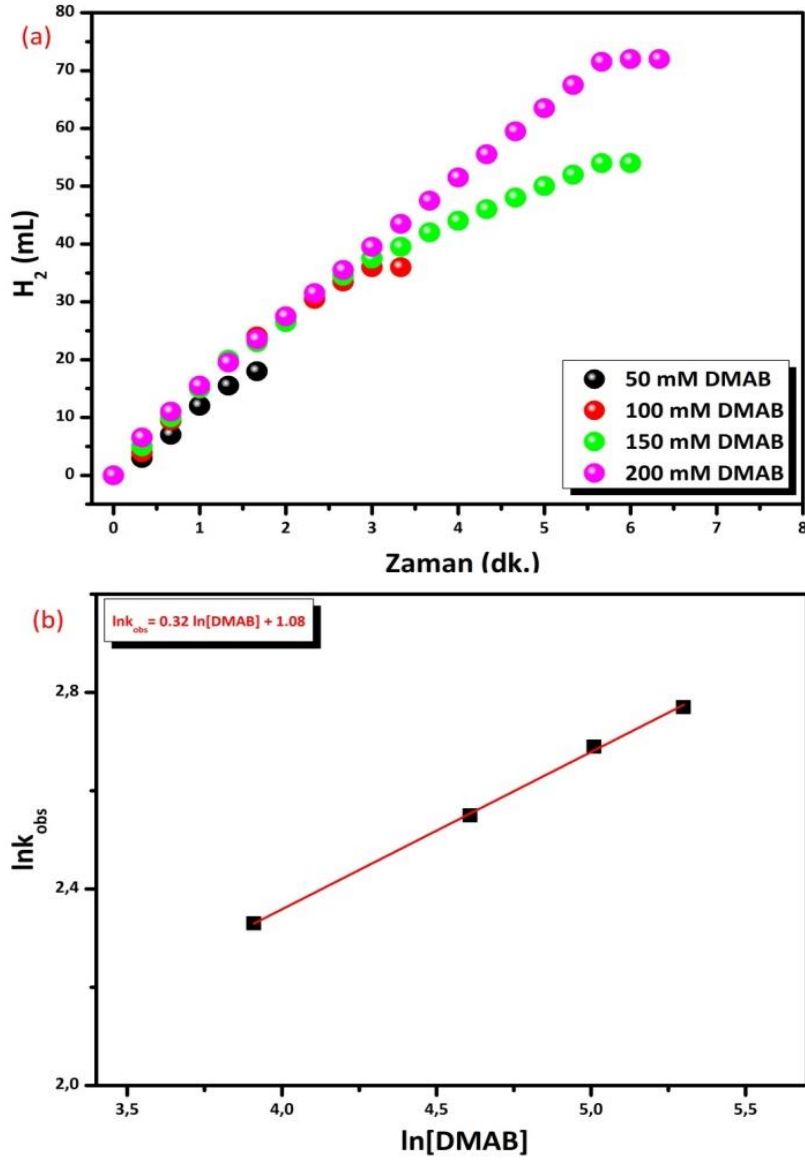 (a)
80
70
60
50
40
30
20
10
0
H₂ (mL)
50 mM DMAB
100 mM DMAB
150 mM DMAB
200 mM DMAB
0 1 2 3 4 5 6 7 8
Zaman (dk.)
(b)
lnk_obs = 0.32 ln[DMAB] + 1.08
2,8
2,4
2,0
lnk_obs
3,5 4,0 4,5 5,0 5,5
ln[DMAB]